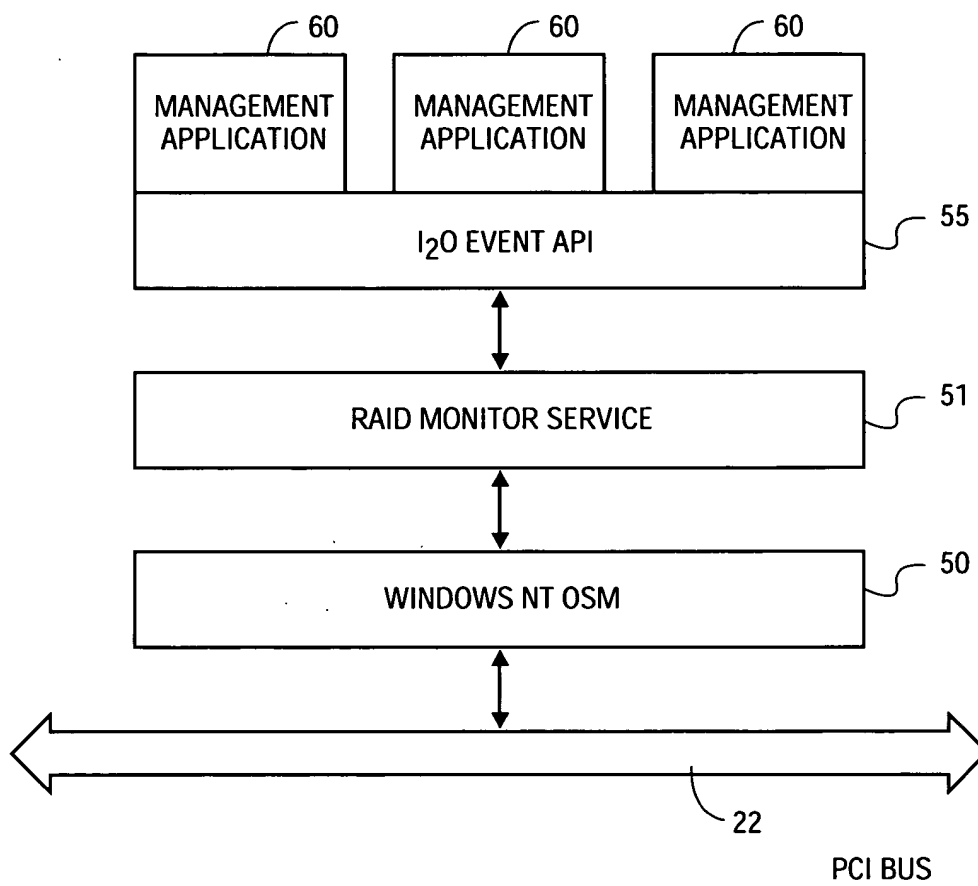 60 60 60
MANAGEMENT APPLICATION
MANAGEMENT APPLICATION
MANAGEMENT APPLICATION
55
I2O EVENT API
51
RAID MONITOR SERVICE
50
WINDOWS NT OSM
22
PCI BUS